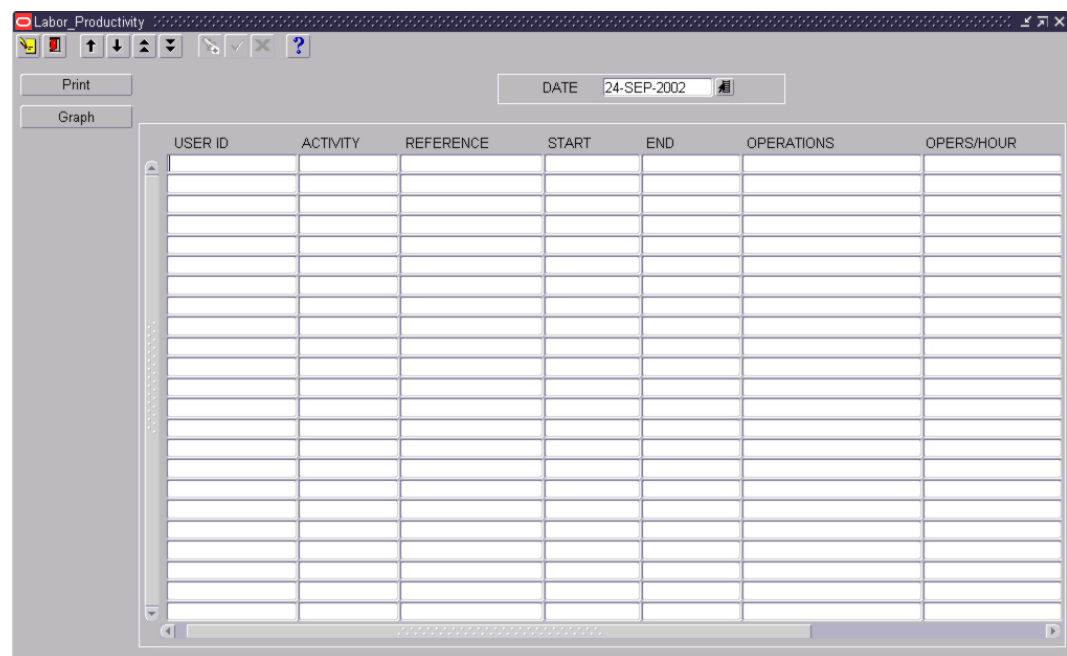 Labor_Productivity
?
Print
DATE 24-SEP-2002
Graph
USER ID ACTIVITY REFERENCE START END OPERATIONS OPERS/HOUR